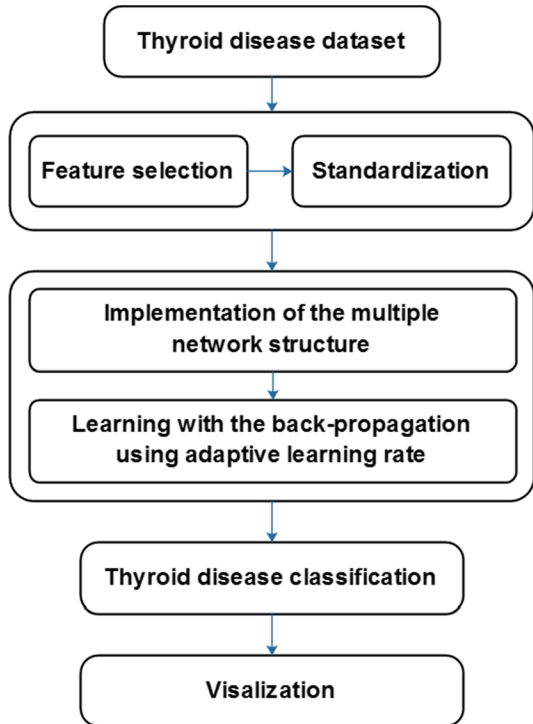 Thyroid disease dataset
Feature selection
Standardization
Implementation of the multiple
network structure
Learning with the back-propagation
using adaptive learning rate
Thyroid disease classification
Visalization